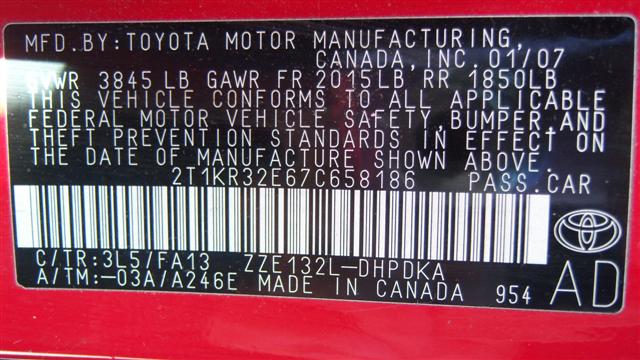 MFD.BY:TOYOTA MOTOR MANUFACTURING,
CANADA,INC. 01/07
GVWR 3845 LB GAWR FR 2015LB RR 1850LB
THIS VEHICLE CONFORMS TO ALL APPLICABLE
FEDERAL MOTOR VEHICLE SAFETY,BUMPER,AND
THEFT PREVENTION STANDARDS IN EFFECT ON
THE DATE OF MANUFACTURE SHOWN ABOVE.
2T1KR32E67C658186 PASS.CAR
C/TR:3L5/FA13 ZZE132L-DHPDKA
A/TM:-03A/A246E MADE IN CANADA 954
AD